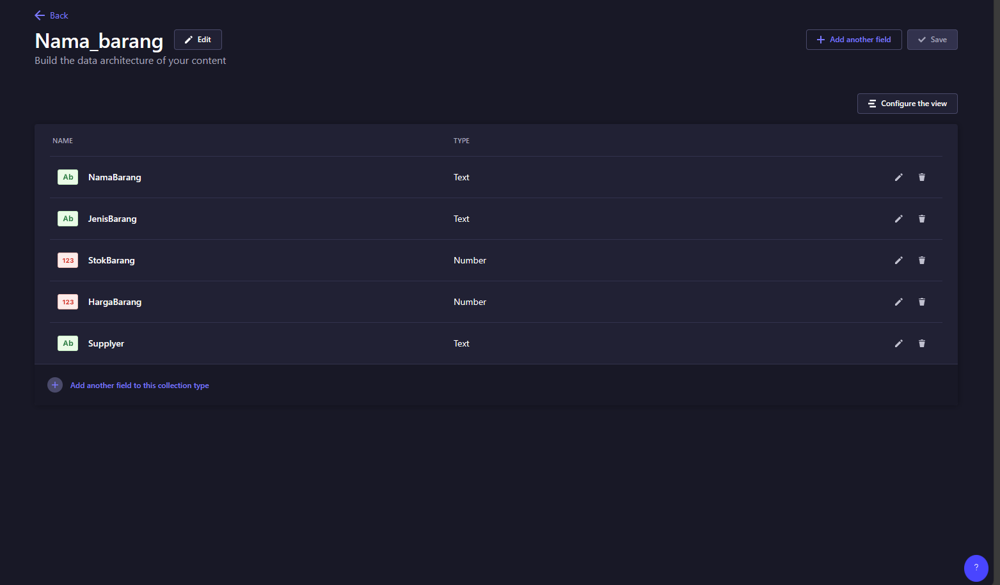 Back
Nama_barang
Edit
Add another field
Save
Build the data architecture of your content
Configure the view
NAME TYPE
Ab NamaBarang Text
Ab JenisBarang Text
123 StokBarang Number
123 HargaBarang Number
Ab Supplyer Text
Add another field to this collection type
?